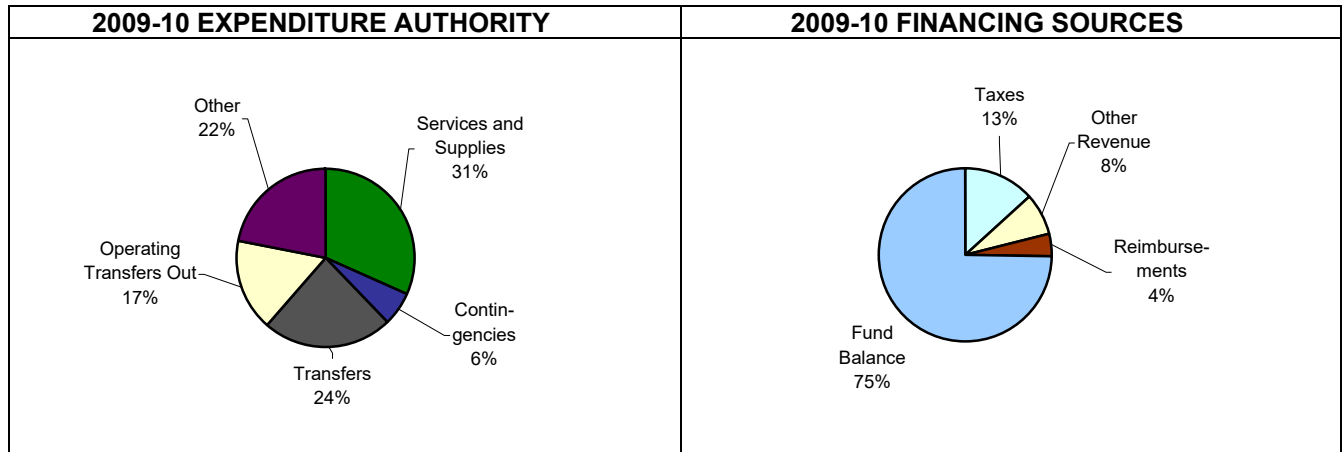 2009-10 EXPENDITURE AUTHORITY
Other
22%
Services and
Supplies
31%
Operating
Transfers Out
17%
Contin-
gencies
6%
Transfers
24%
2009-10 FINANCING SOURCES
Taxes
13%
Other
Revenue
8%
Reimburse-
ments
4%
Fund
Balance
75%